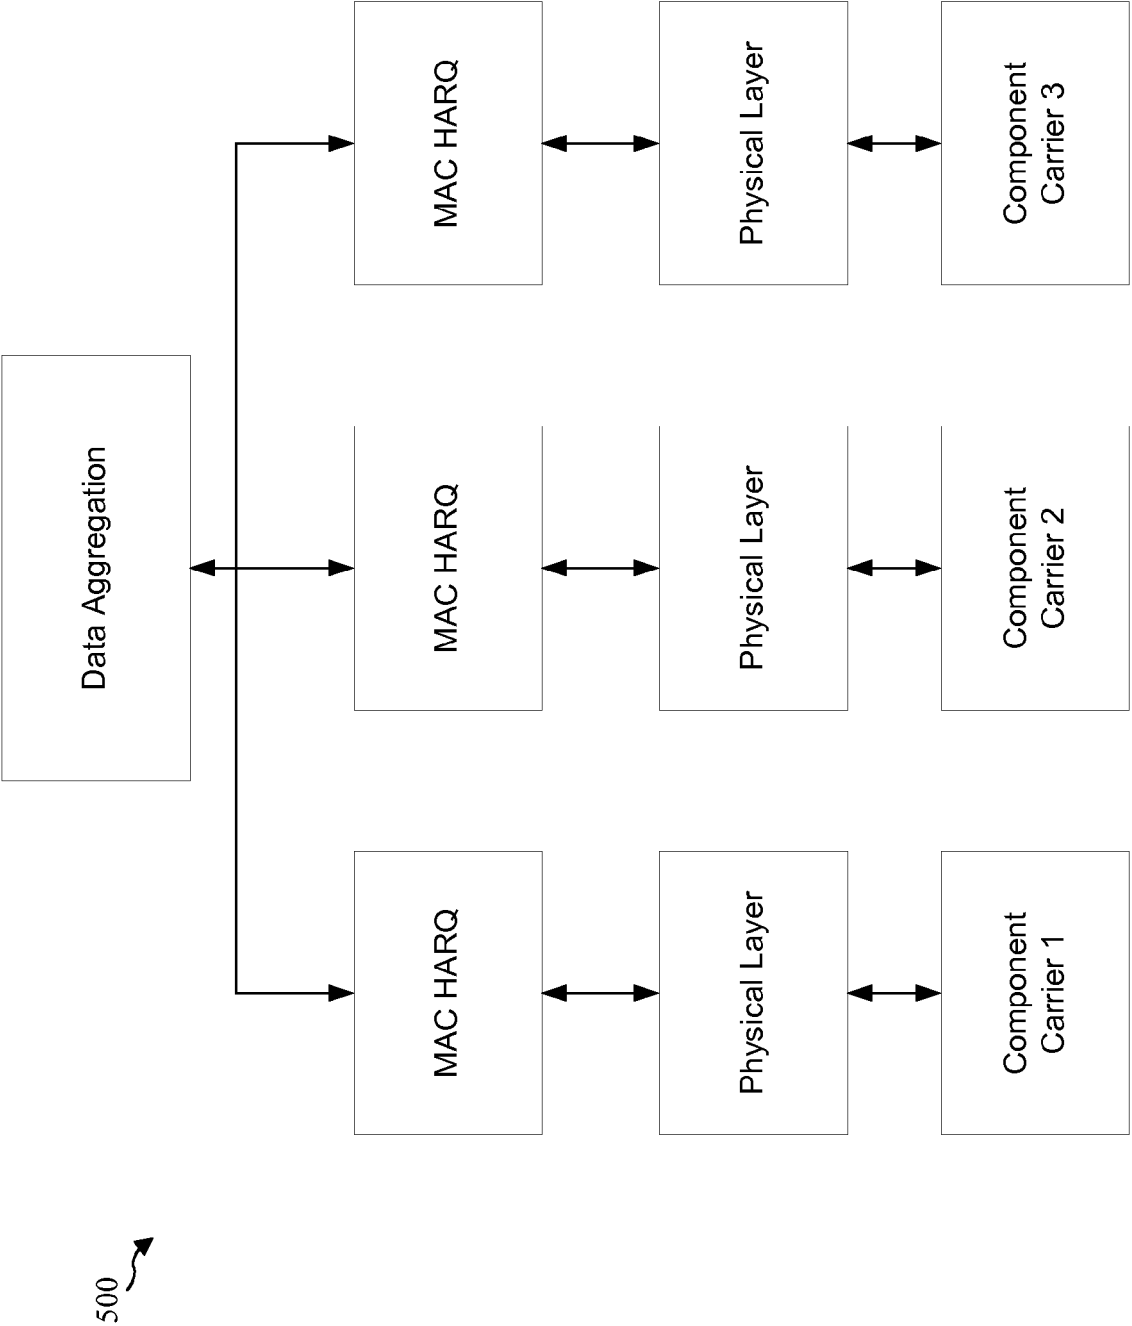 500
Data Aggregation
MAC HARQ
MAC HARQ
MAC HARQ
Physical Layer
Physical Layer
Physical Layer
Component
Carrier 1
Component
Carrier 2
Component
Carrier 3